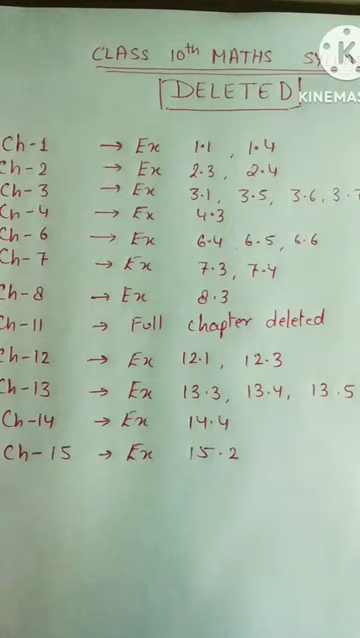 CLASS 10th MATHS
DELETED
KINEMAS
Ch-1 → Ex 1.1, 1.4
Ch-2 → Ex 2.3, 2.4
Ch-3 → Ex 3.1, 3.5, 3.6, 3.7
Ch-4 → Ex 4.3
Ch-6 → Ex 6.4, 6.5, 6.6
Ch-7 → Ex 7.3, 7.4
Ch-8 → Ex 8.3
Ch-11 → Full chapter deleted
Ch-12 → Ex 12.1, 12.3
Ch-13 → Ex 13.3, 13.4, 13.5
Ch-14 → Ex 14.4
Ch-15 → Ex 15.2